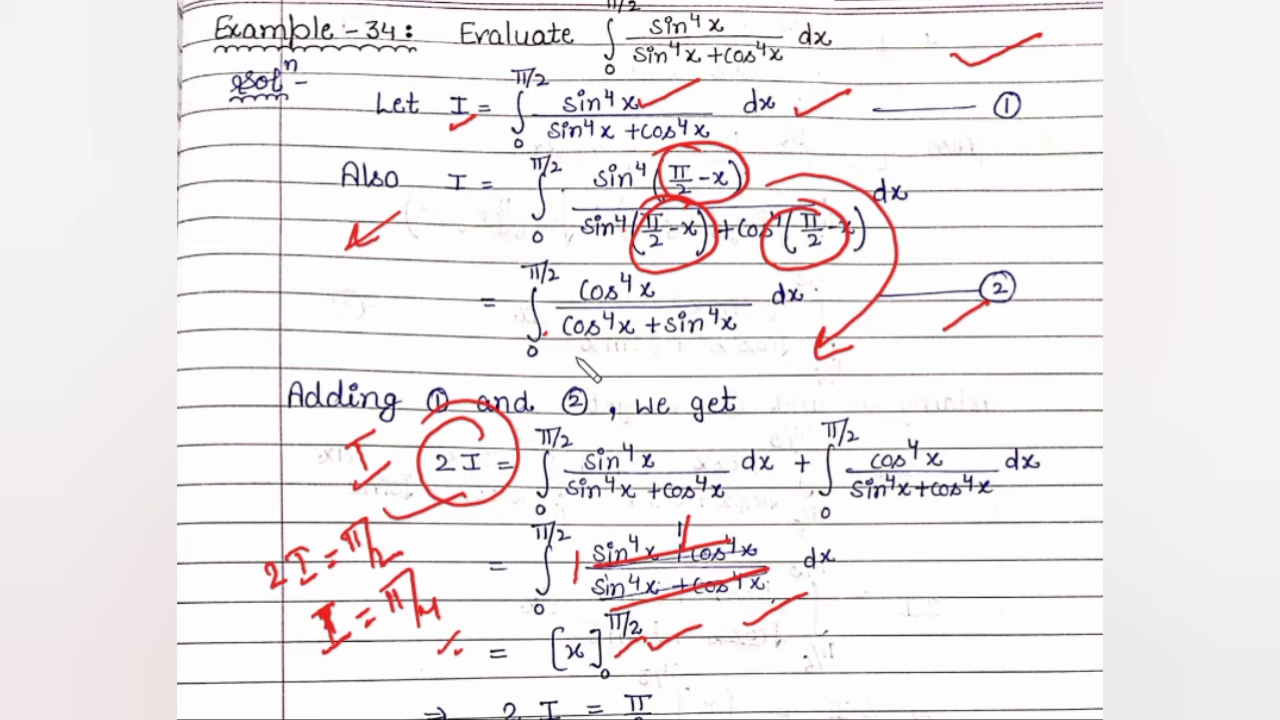 Example:-34: Evaluate ∫₀^{π/2} sin⁴x / (sin⁴x + cos⁴x) dx
Solⁿ-
Let I = ∫₀^{π/2} sin⁴x / (sin⁴x + cos⁴x) dx ——— ①
Also I = ∫₀^{π/2} sin⁴(π/2 - x) / (sin⁴(π/2 - x) + cos⁴(π/2 - x)) dx
= ∫₀^{π/2} cos⁴x / (cos⁴x + sin⁴x) dx ——— ②
Adding ① and ②, we get
I
2I = ∫₀^{π/2} sin⁴x / (sin⁴x + cos⁴x) dx + ∫₀^{π/2} cos⁴x / (sin⁴x + cos⁴x) dx
= ∫₀^{π/2} (sin⁴x + cos⁴x) / (sin⁴x + cos⁴x) dx
1
2I = π/2
I = π/4
= [x]₀^{π/2}
⇒ 2 I = π